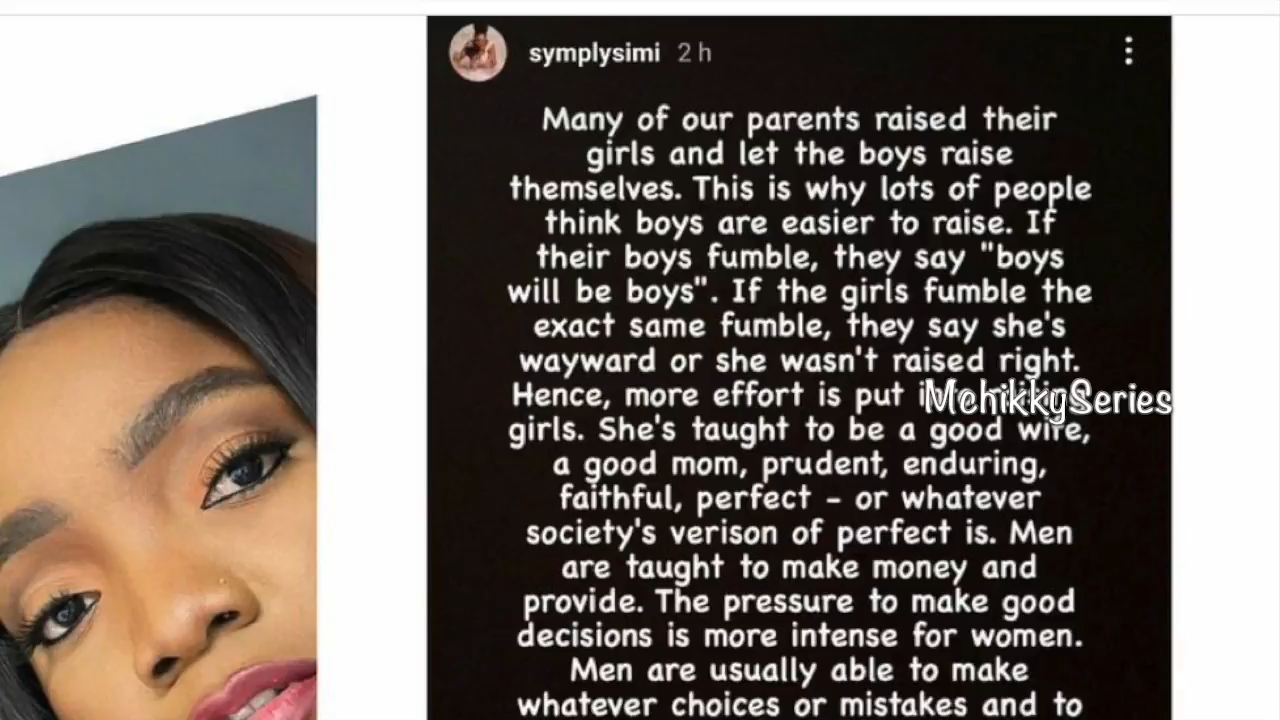 symplysimi 2 h
Many of our parents raised their
girls and let the boys raise
themselves. This is why lots of people
think boys are easier to raise. If
their boys fumble, they say "boys
will be boys". If the girls fumble the
exact same fumble, they say she's
wayward or she wasn't raised right.
Hence, more effort is put
MchikkySeries
girls. She's taught to be a good wife,
a good mom, prudent, enduring,
faithful, perfect - or whatever
society's verison of perfect is. Men
are taught to make money and
provide. The pressure to make good
decisions is more intense for women.
Men are usually able to make
whatever choices or mistakes and to